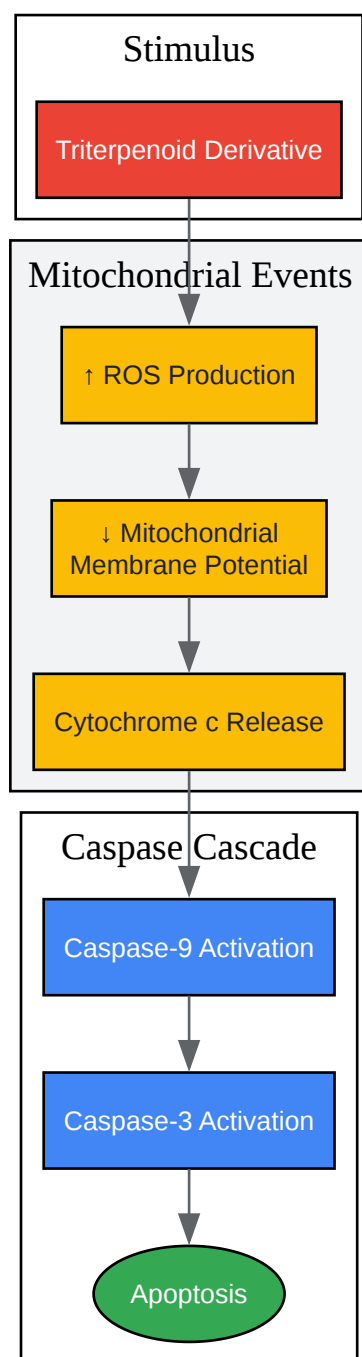 Stimulus
Triterpenoid Derivative
Mitochondrial Events
↑ ROS Production
↓ Mitochondrial
Membrane Potential
Cytochrome c Release
Caspase Cascade
Caspase-9 Activation
Caspase-3 Activation
Apoptosis